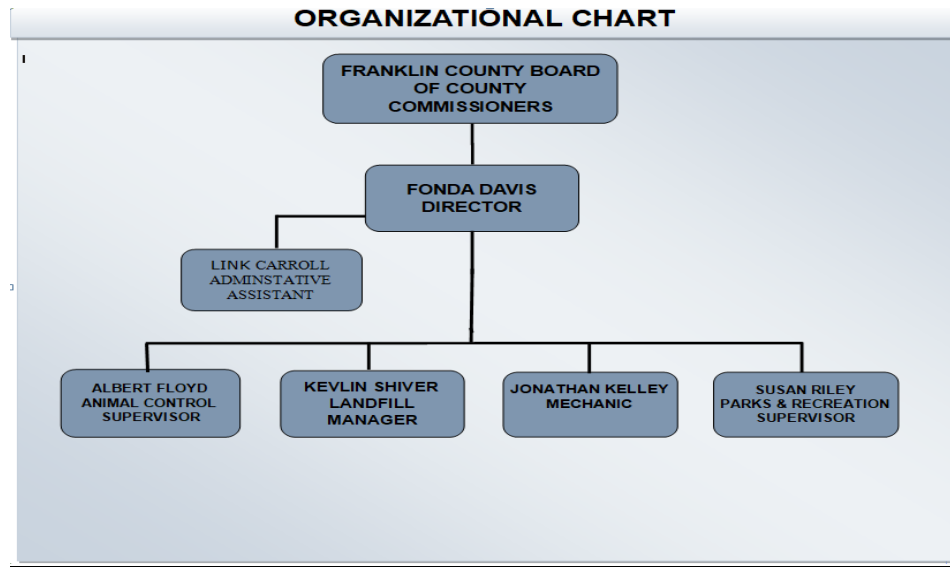 ORGANIZATIONAL CHART
FRANKLIN COUNTY BOARD
OF COUNTY
COMMISSIONERS
FONDA DAVIS
DIRECTOR
LINK CARROLL
ADMINSTATIVE
ASSISTANT
ALBERT FLOYD
ANIMAL CONTROL
SUPERVISOR
KEVLIN SHIVER
LANDFILL
MANAGER
JONATHAN KELLEY
MECHANIC
SUSAN RILEY
PARKS & RECREATION
SUPERVISOR